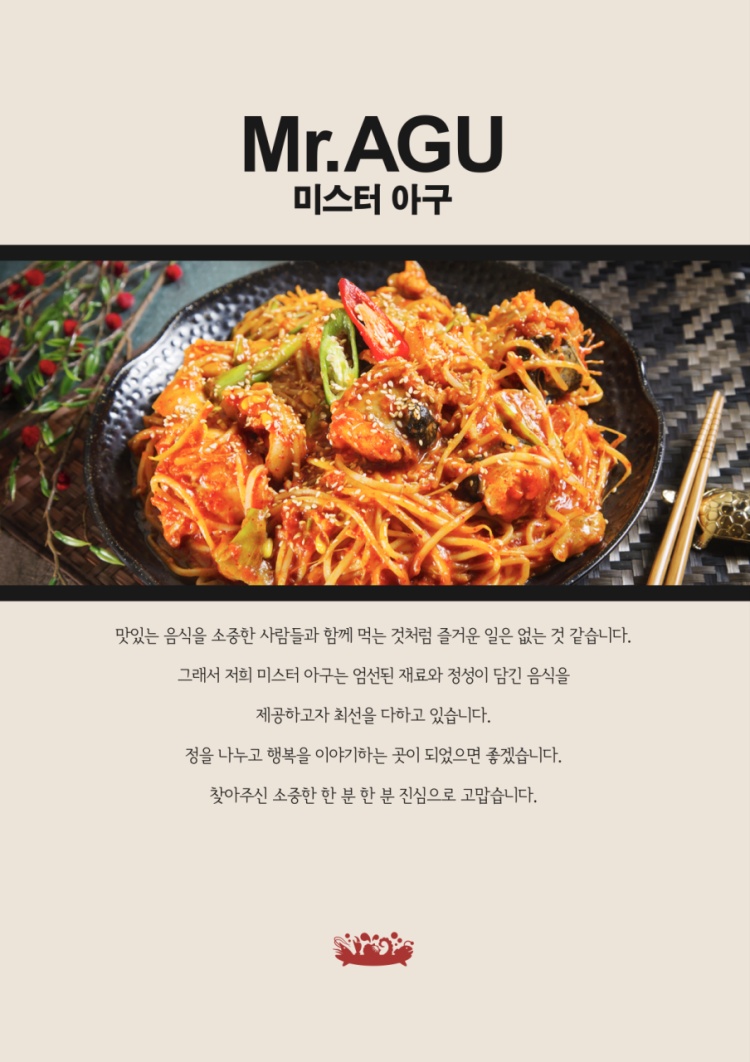 Mr.AGU
미스터 아구
맛있는 음식을 소중한 사람들과 함께 먹는 것처럼 즐거운 일은 없는 것 같습니다.
그래서 저희 미스터 아구는 엄선된 재료와 정성이 담긴 음식을
제공하고자 최선을 다하고 있습니다.
정을 나누고 행복을 이야기하는 곳이 되었으면 좋겠습니다.
찾아주신 소중한 한 분 한 분 진심으로 고맙습니다.